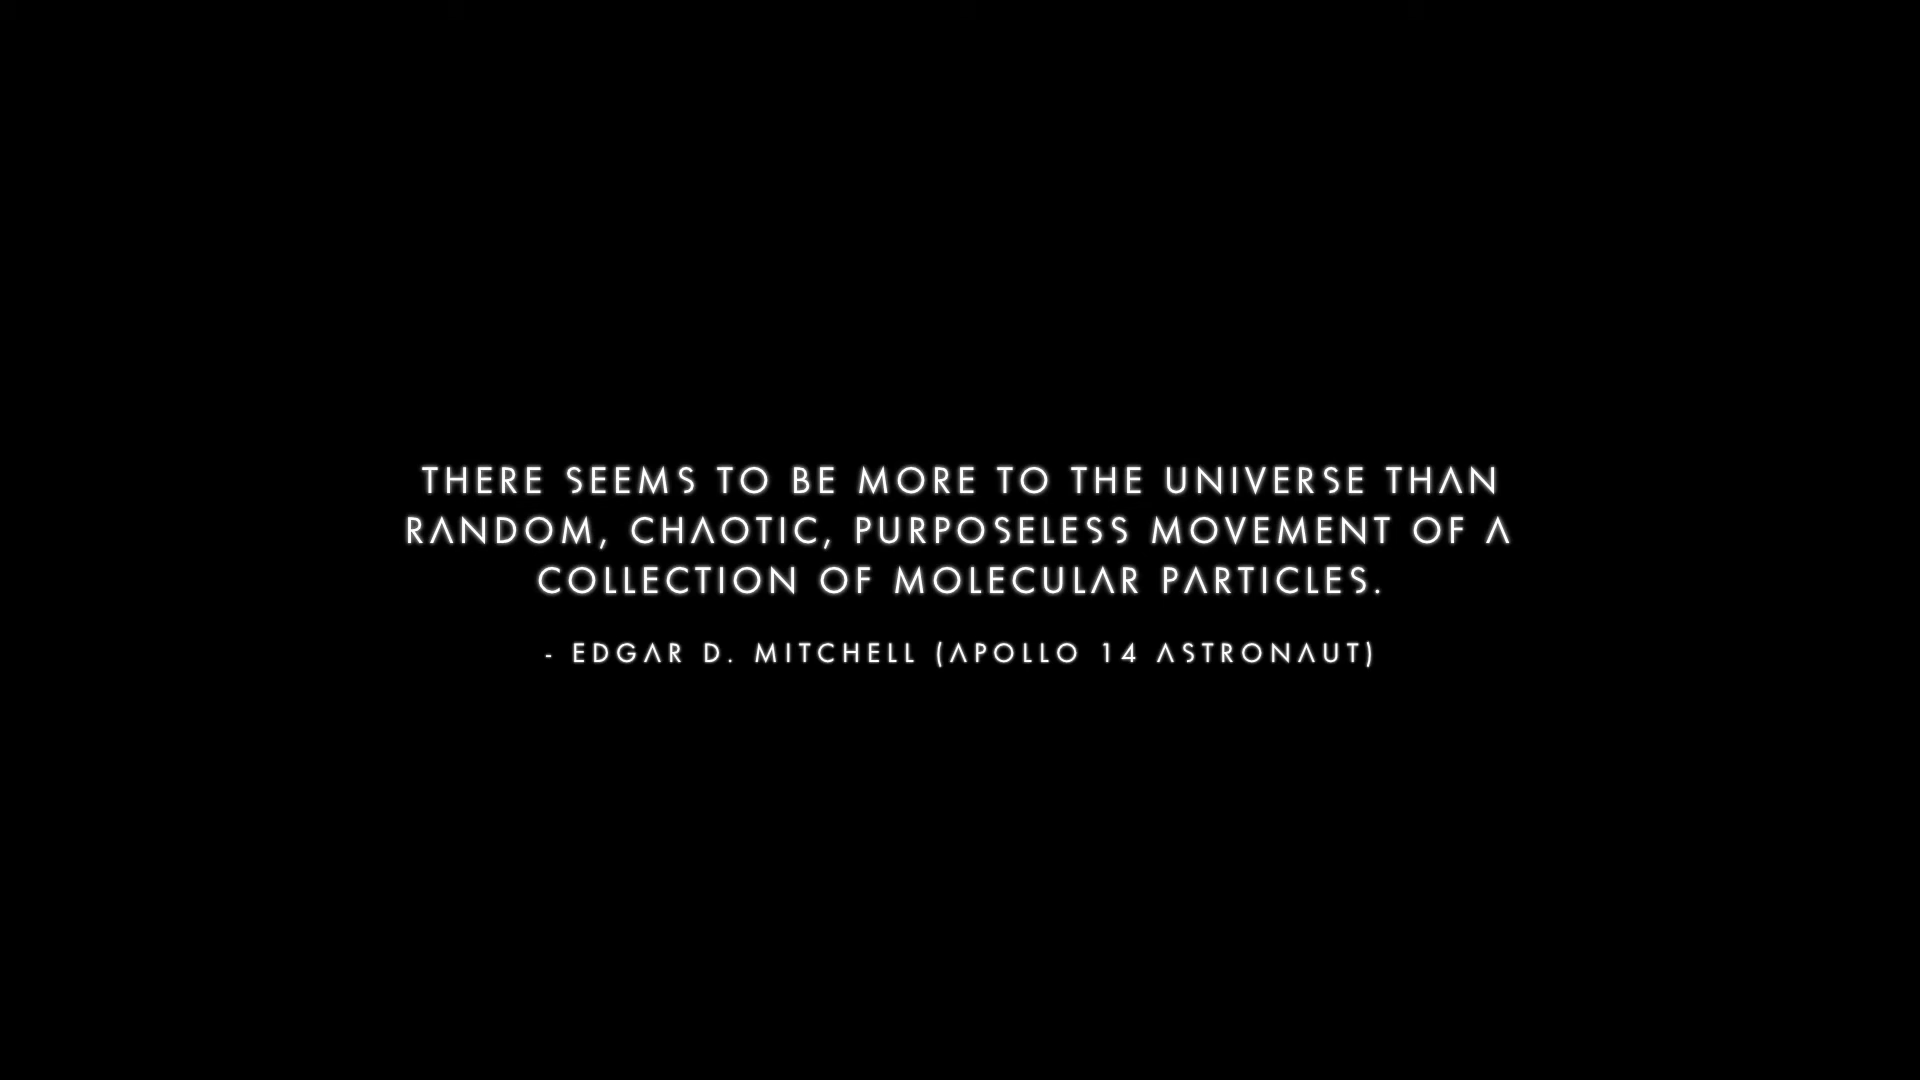 THERE SEEMS TO BE MORE TO THE UNIVERSE THAN
RANDOM, CHAOTIC, PURPOSELESS MOVEMENT OF A
COLLECTION OF MOLECULAR PARTICLES.
- EDGAR D. MITCHELL (APOLLO 14 ASTRONAUT)